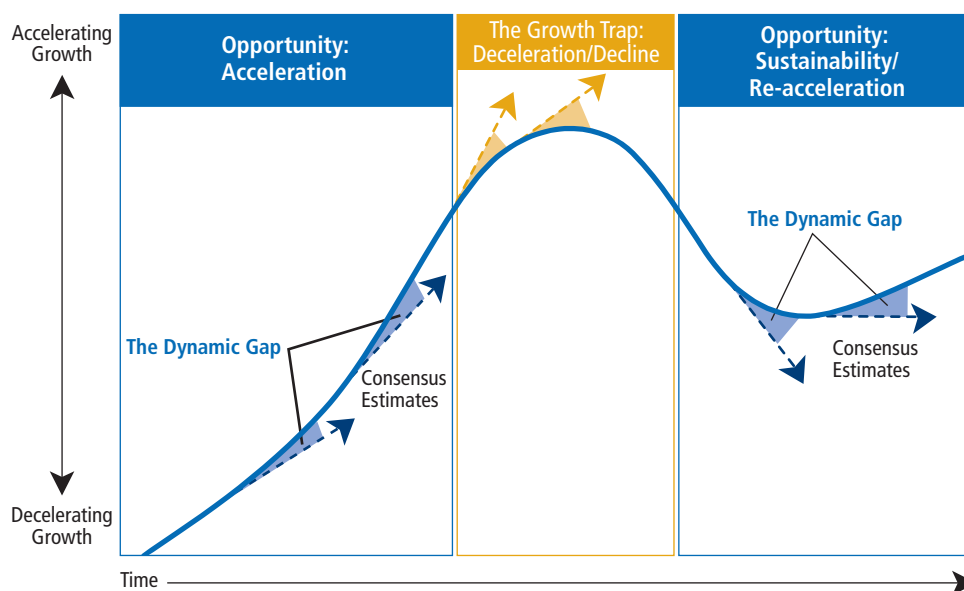 Accelerating
Growth
Opportunity:
Acceleration
The Growth Trap:
Deceleration/Decline
Opportunity:
Sustainability/
Re-acceleration
The Dynamic Gap
The Dynamic Gap
Consensus
Estimates
Consensus
Estimates
Decelerating
Growth
Time